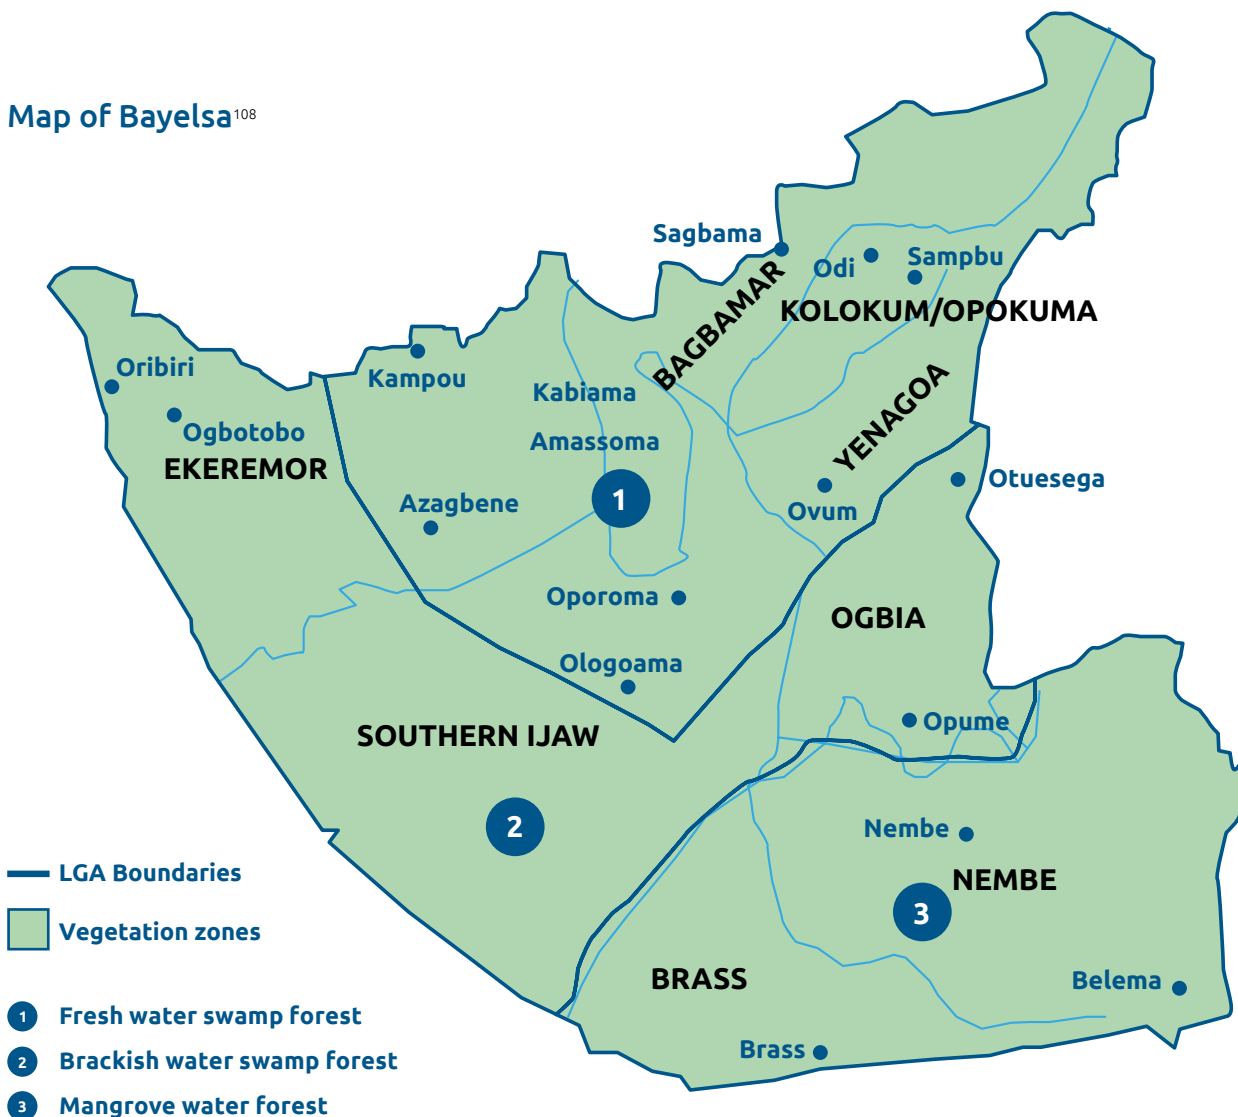 Map of Bayelsa108
Sagbama
Odi
Sampbu
BAGBAMAR
KOLOKUM/OPOKUMA
Oribiri
Kampou
Kabiama
Ogbotobo
Amassoma
YENAGOA
EKEREMOR
1
Otuesega
Azagbene
Ovum
Oporoma
OGBIA
Ologoama
Opume
SOUTHERN IJAW
2
Nembe
LGA Boundaries
NEMBE
3
Vegetation zones
BRASS
Belema
1 Fresh water swamp forest
Brass
2 Brackish water swamp forest
3 Mangrove water forest